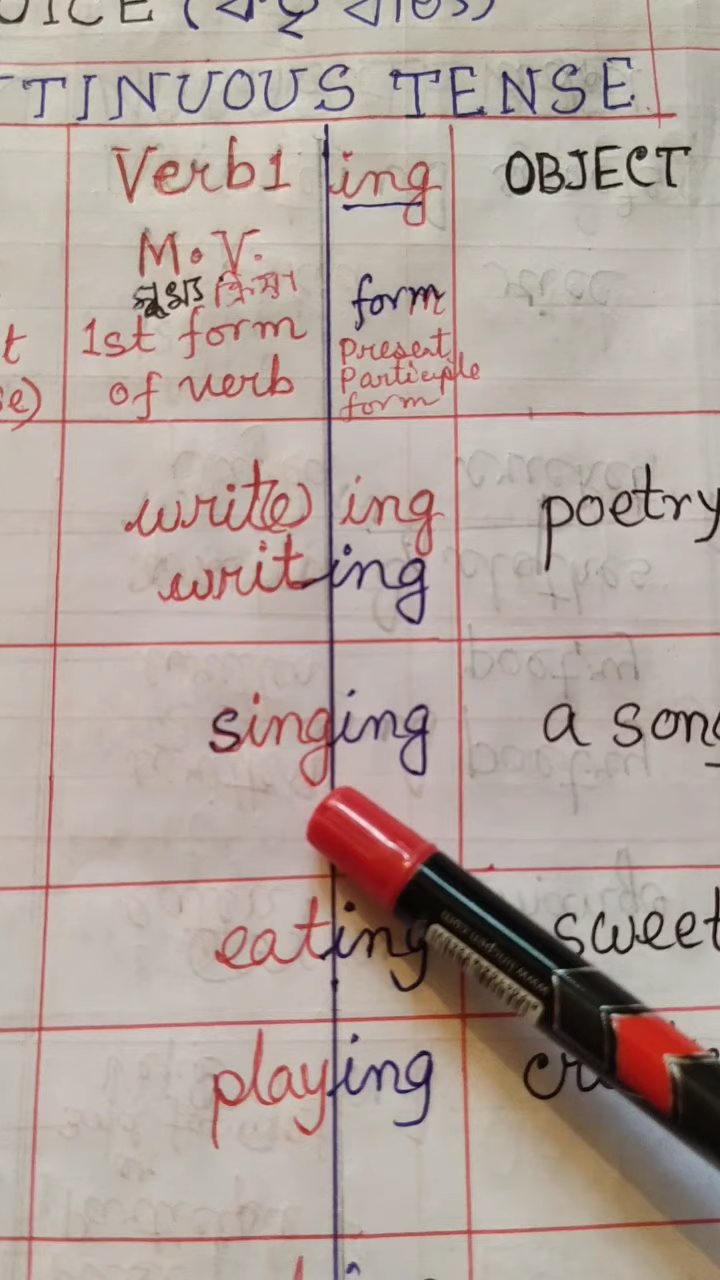 TINUOUS TENSE
Verb1 ing OBJECT
M.V.
মুখ্য ক্রিয়া form
1st form Present
of verb Participle
form
write) ing poetry
writing
singing a song
eating sweet
playing